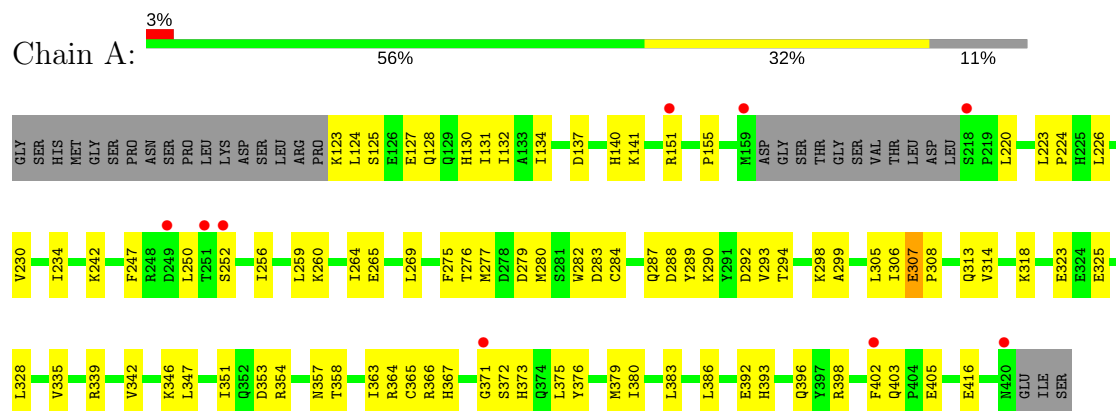 3%
Chain A:
56% 32% 11%
GLY SER HIS MET GLY SER PRO ASN SER PRO LEU LYS ASP SER LEU ARG PRO K123 L124 S125 E126 E127 Q128 Q129 H130 I131 I132 A133 I134 D137 H140 K141 R151 P155 M159 ASP GLY SER THR GLY SER VAL THR LEU ASP LEU S218 P219 L220 L223 P224 H225 L226
V230 I234 K242 F247 R248 D249 L250 T251 S252 I256 L259 K260 I264 E265 L269 F275 T276 M277 D278 D279 M280 S281 W282 D283 C284 Q287 D288 Y289 K290 Y291 D292 V293 T294 K298 A299 L305 I306 E307 P308 Q313 V314 K318 E323 E324 E325
L328 V335 R339 V342 K346 L347 I351 Q352 D353 R354 N357 T358 I363 R364 C365 R366 H367 G371 S372 H373 Q374 L375 Y376 M379 I380 L383 L386 E392 H393 Q396 Y397 R398 F402 Q403 P404 E405 E416 N420 GLU ILE SER